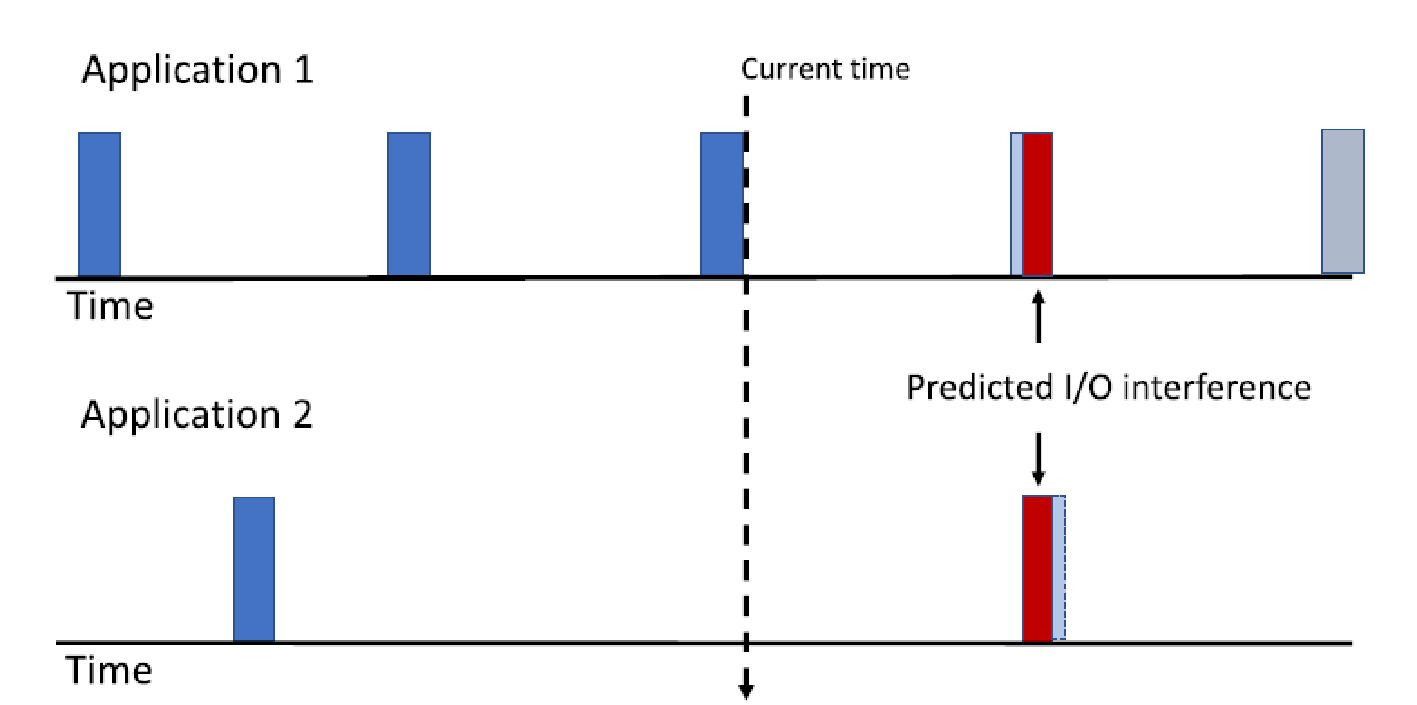 Application 1
Current time
Time
Predicted I/O interference
Application 2
Time